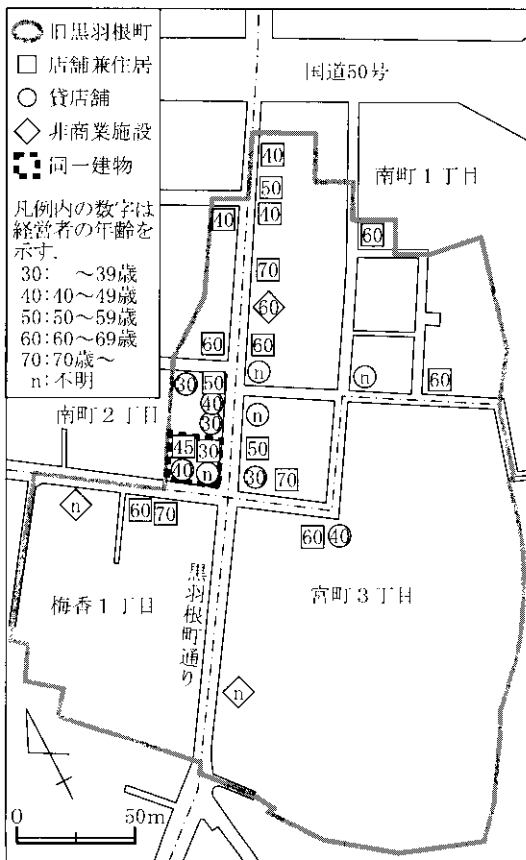 旧黒羽根町
店舗兼住居
貸店舗
非商業施設
同一建物
凡例内の数字は
経営者の年齢を
示す.
30: ～39歳
40:40～49歳
50:50～59歳
60:60～69歳
70:70歳～
n:不明
国道50号
南町1丁目
40
50
40
40
60
70
60
60
60
n
n
60
30
50
40
30
n
南町2丁目
45
30
50
40
n
30
70
n
60
70
60
40
梅香1丁目
黒羽根町通り
宮町3丁目
n
0
50m